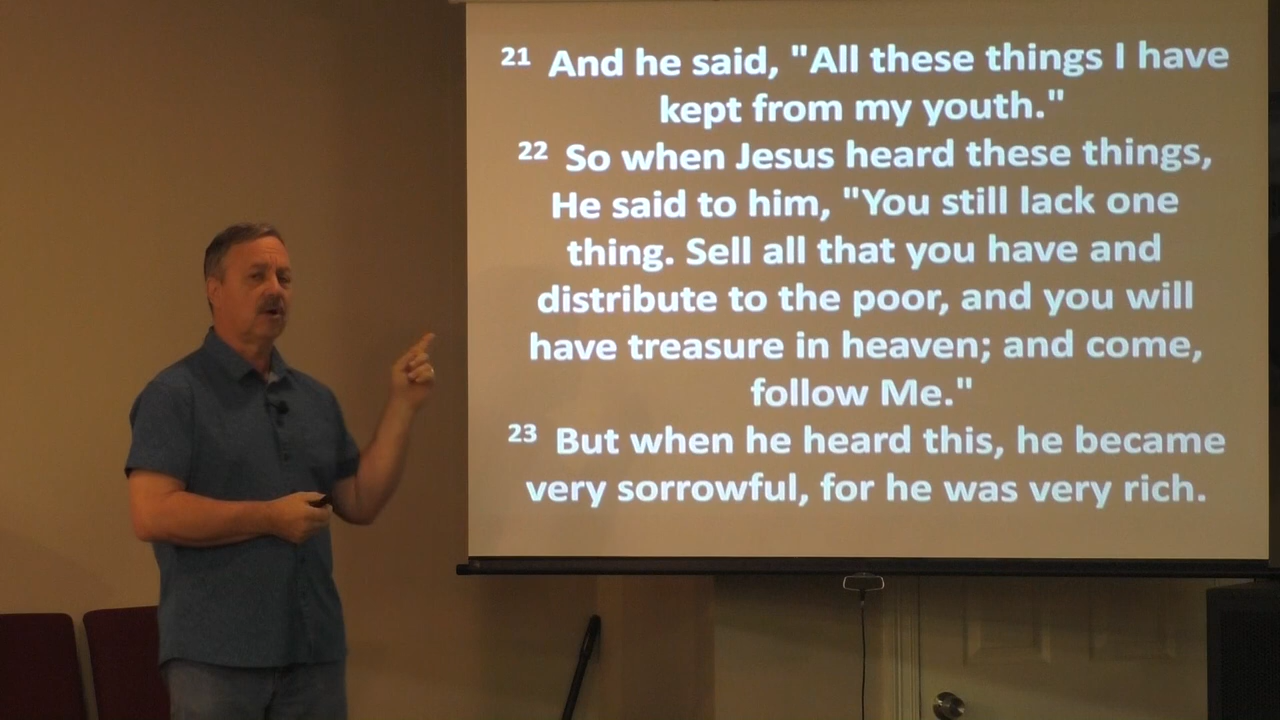 21 And he said, "All these things I have
kept from my youth."
22 So when Jesus heard these things,
He said to him, "You still lack one
thing. Sell all that you have and
distribute to the poor, and you will
have treasure in heaven; and come,
follow Me."
23 But when he heard this, he became
very sorrowful, for he was very rich.